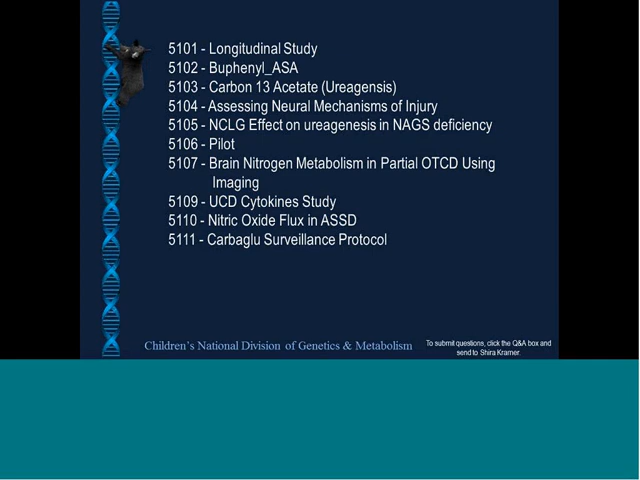 5101 - Longitudinal Study
5102 - Buphenyl_ASA
5103 - Carbon 13 Acetate (Ureagensis)
5104 - Assessing Neural Mechanisms of Injury
5105 - NCLG Effect on ureagenesis in NAGS deficiency
5106 - Pilot
5107 - Brain Nitrogen Metabolism in Partial OTCD Using
Imaging
5109 - UCD Cytokines Study
5110 - Nitric Oxide Flux in ASSD
5111 - Carbaglu Surveillance Protocol
Children's National Division of Genetics & Metabolism
To submit questions, click the Q&A box and
send to Shira Kramer.